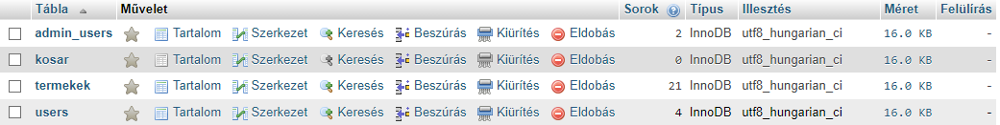 Tábla Művelet Sorok Típus Illesztés Méret Felülírás
admin_users Tartalom Szerkezet Keresés Beszúrás Kiürítés Eldobás 2 InnoDB utf8_hungarian_ci 16.0 KB -
kosar Tartalom Szerkezet Keresés Beszúrás Kiürítés Eldobás 0 InnoDB utf8_hungarian_ci 16.0 KB -
termekek Tartalom Szerkezet Keresés Beszúrás Kiürítés Eldobás 21 InnoDB utf8_hungarian_ci 16.0 KB -
users Tartalom Szerkezet Keresés Beszúrás Kiürítés Eldobás 4 InnoDB utf8_hungarian_ci 16.0 KB -